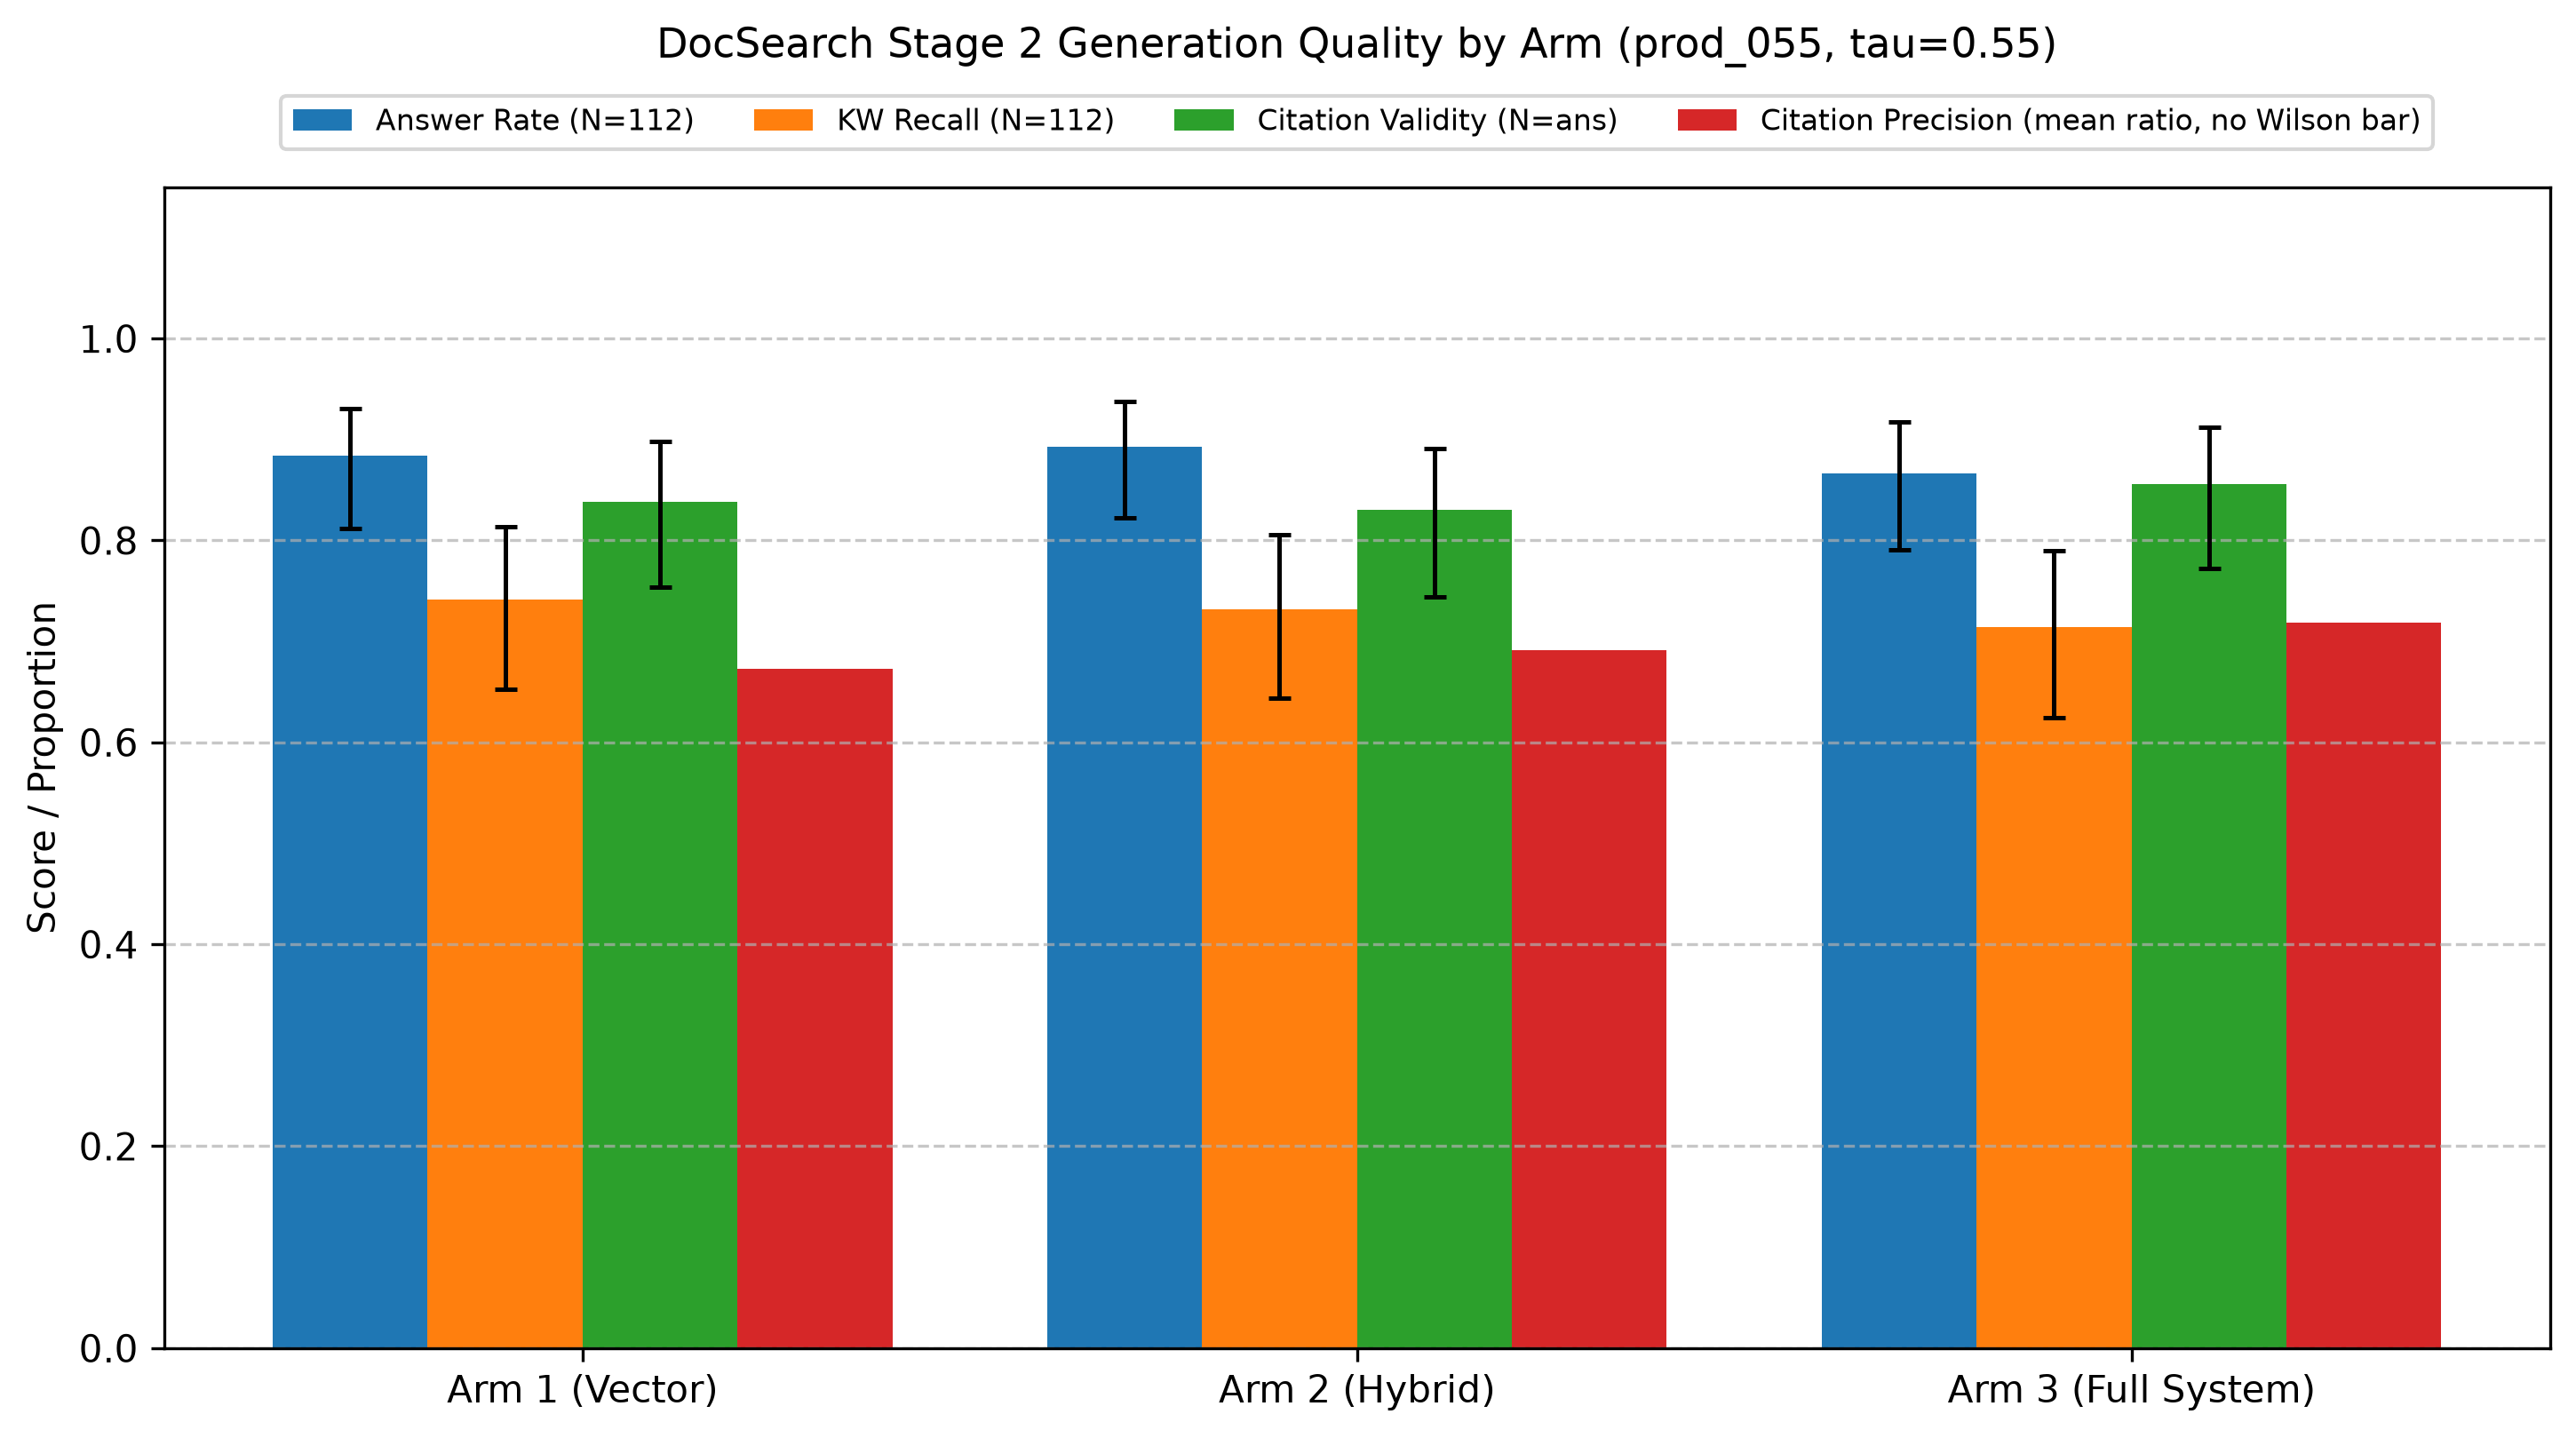 DocSearch Stage 2 Generation Quality by Arm (prod_055, tau=0.55)
Answer Rate (N=112) KW Recall (N=112) Citation Validity (N=ans) Citation Precision (mean ratio, no Wilson bar)
Score / Proportion
1.0
0.8
0.6
0.4
0.2
0.0
Arm 1 (Vector) Arm 2 (Hybrid) Arm 3 (Full System)